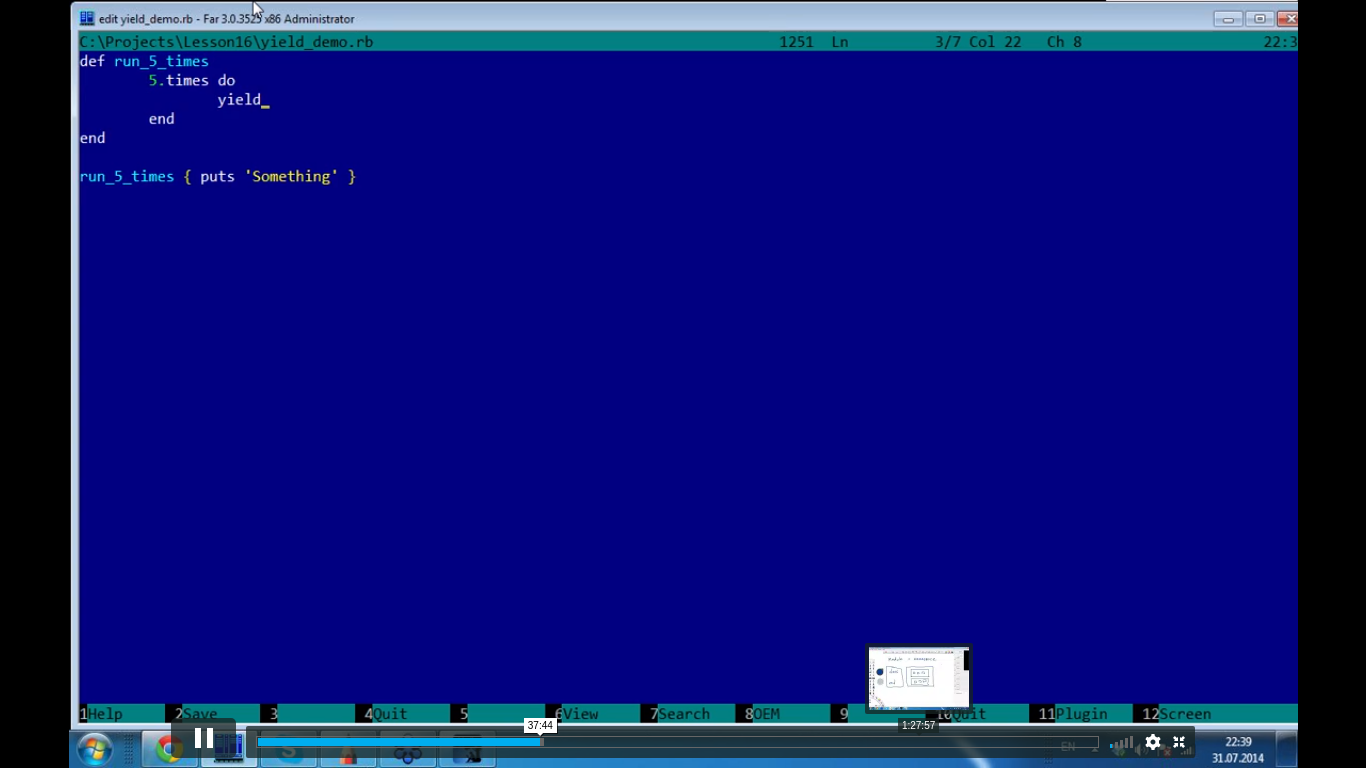 edit yield_demo.rb - Far 3.0.3525 x86 Administrator
C:\Projects\Lesson16\yield_demo.rb 1251 Ln 3/7 Col 22 Ch 8 22:3
def run_5_times
5.times do
yield_
end
end
run_5_times { puts 'Something' }
1Help 2Save 3 4Quit 5 6View 7Search 8OEM 9 10Quit 11Plugin 12Screen
37:44 1:27:57
EN 22:39
31.07.2014